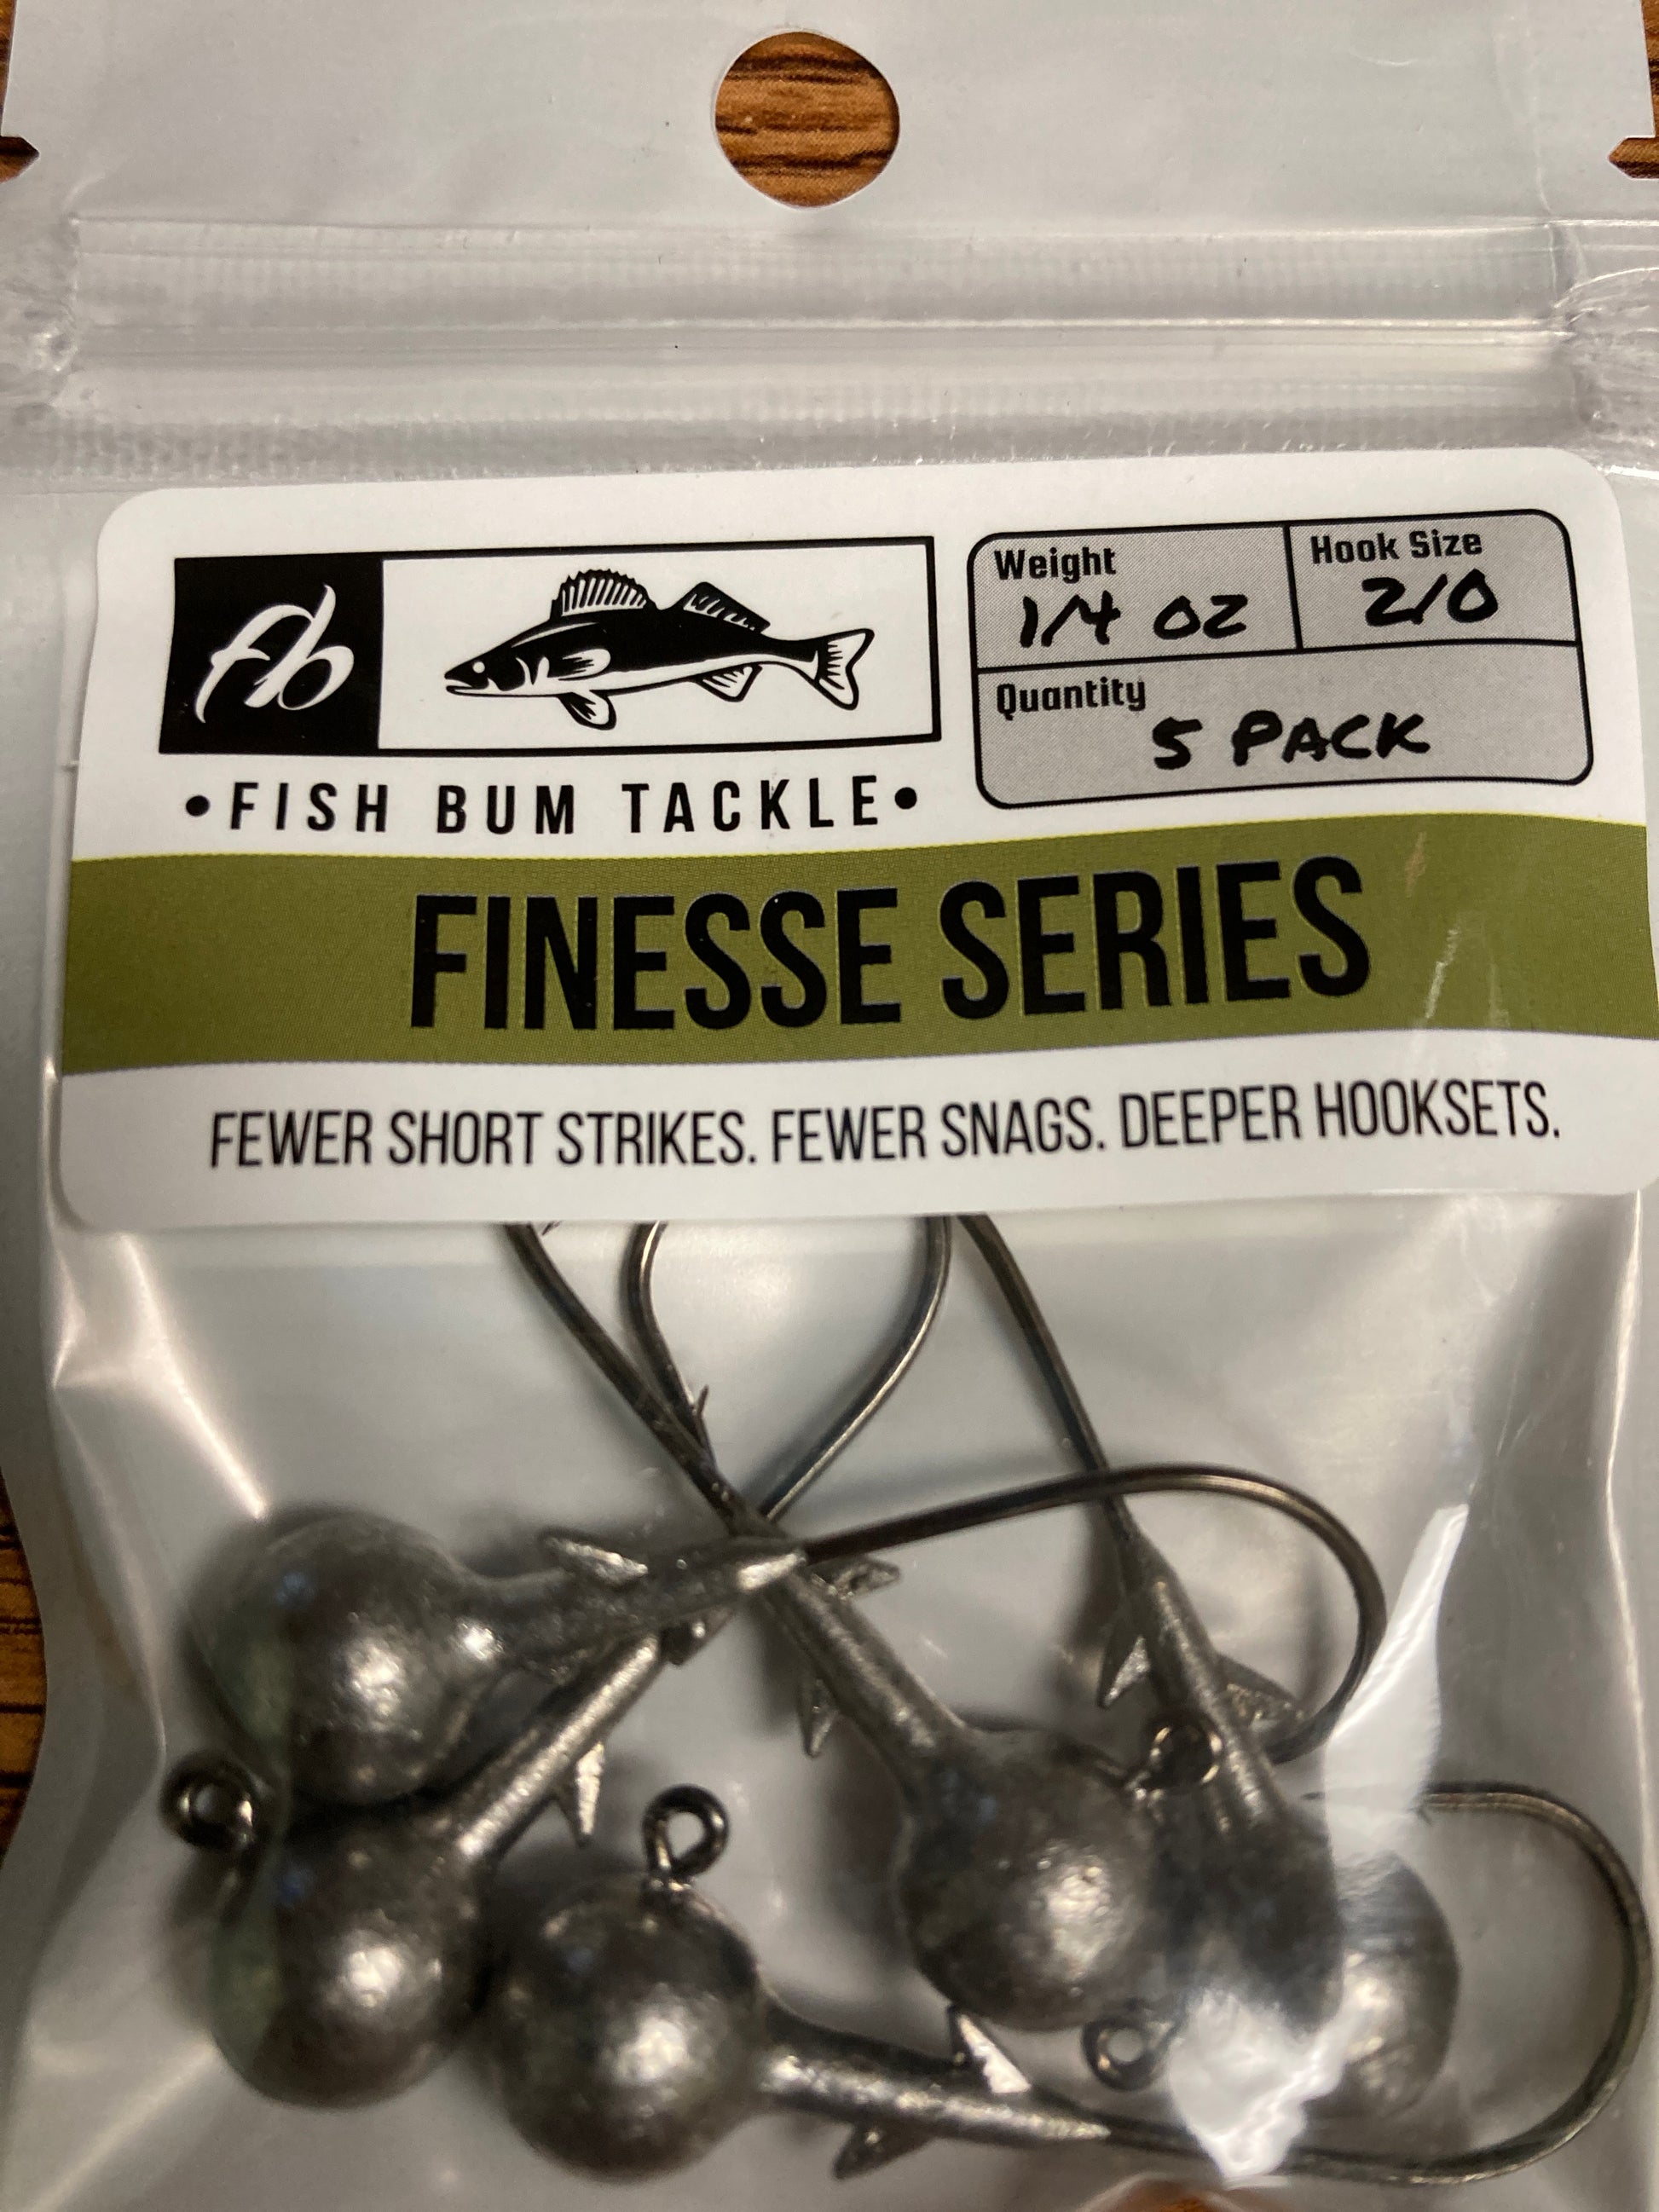 fb
•FISH BUM TACKLE•
Weight
1/4 OZ
Hook Size
2/0
Quantity
5 PACK
FINESSE SERIES
FEWER SHORT STRIKES. FEWER SNAGS. DEEPER HOOKSETS.